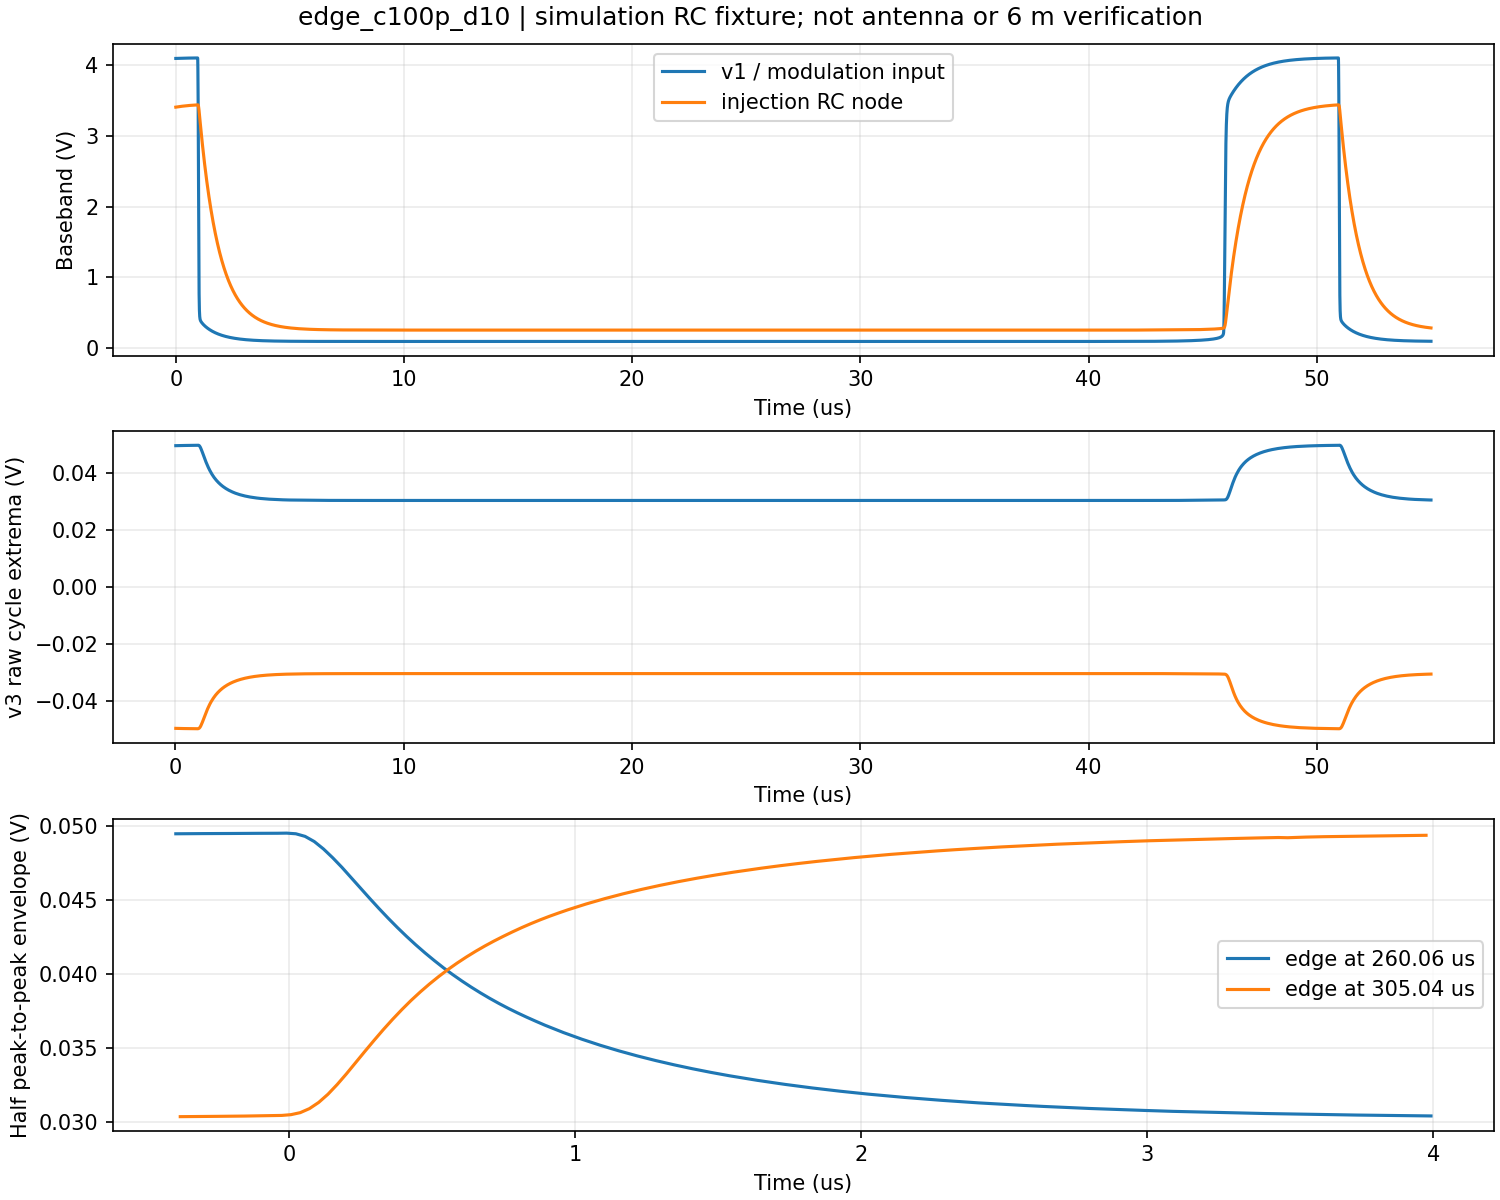 edge_c100p_d10 | simulation RC fixture; not antenna or 6 m verification
Baseband (V)
4
3
2
1
0
v1 / modulation input
injection RC node
0
10
20
30
40
50
Time (us)
v3 raw cycle extrema (V)
0.04
0.02
0.00
−0.02
−0.04
0
10
20
30
40
50
Time (us)
Half peak-to-peak envelope (V)
0.050
0.045
0.040
0.035
0.030
edge at 260.06 us
edge at 305.04 us
0
1
2
3
4
Time (us)